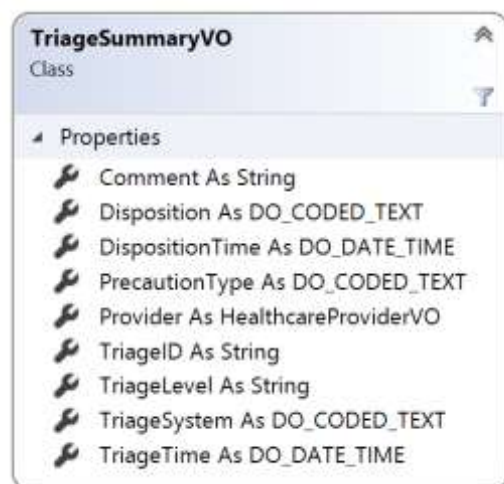 TriageSummaryVO
Class
Properties
Comment As String
Disposition As DO_CODED_TEXT
DispositionTime As DO_DATE_TIME
PrecautionType As DO_CODED_TEXT
Provider As HealthcareProviderVO
TriageID As String
TriageLevel As String
TriageSystem As DO_CODED_TEXT
TriageTime As DO_DATE_TIME